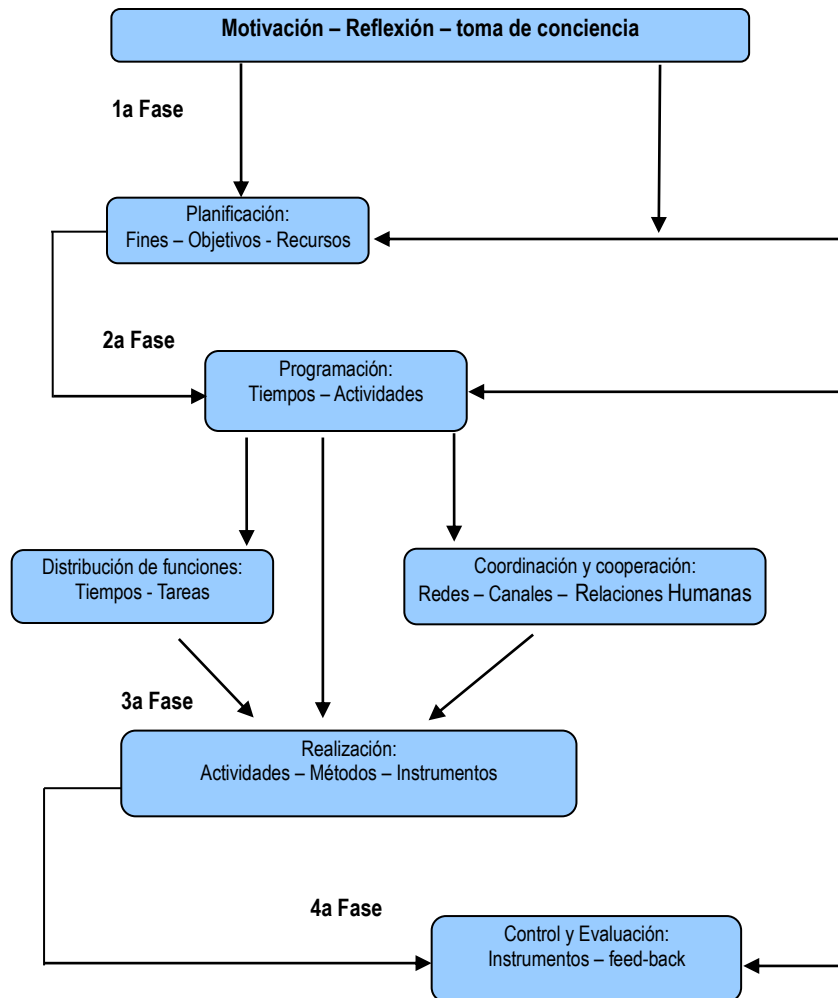 Motivación – Reflexión – toma de conciencia
1a Fase
Planificación:
Fines – Objetivos - Recursos
2a Fase
Programación:
Tiempos – Actividades
Distribución de funciones:
Tiempos - Tareas
Coordinación y cooperación:
Redes – Canales – Relaciones Humanas
3a Fase
Realización:
Actividades – Métodos – Instrumentos
4a Fase
Control y Evaluación:
Instrumentos – feed-back